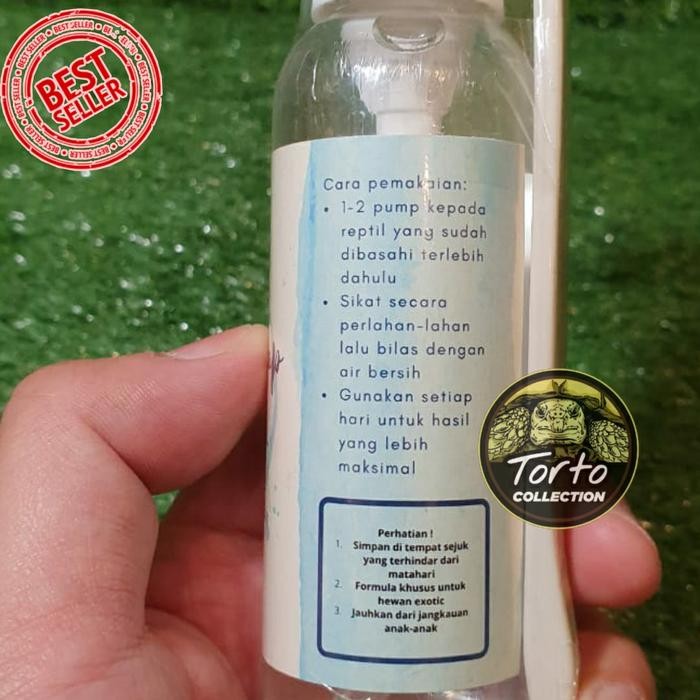 BEST SELLER
BEST
SELLER
Cara pemakaian:
• 1-2 pump kepada
reptil yang sudah
dibasahi terlebih
dahulu
• Sikat secara
perlahan-lahan
lalu bilas dengan
air bersih
• Gunakan setiap
hari untuk hasil
yang lebih
maksimal
Torto
COLLECTION
Perhatian !
1. Simpan di tempat sejuk
yang terhindar dari
matahari
2. Formula khusus untuk
hewan exotic
3. Jauhkan dari jangkauan
anak-anak